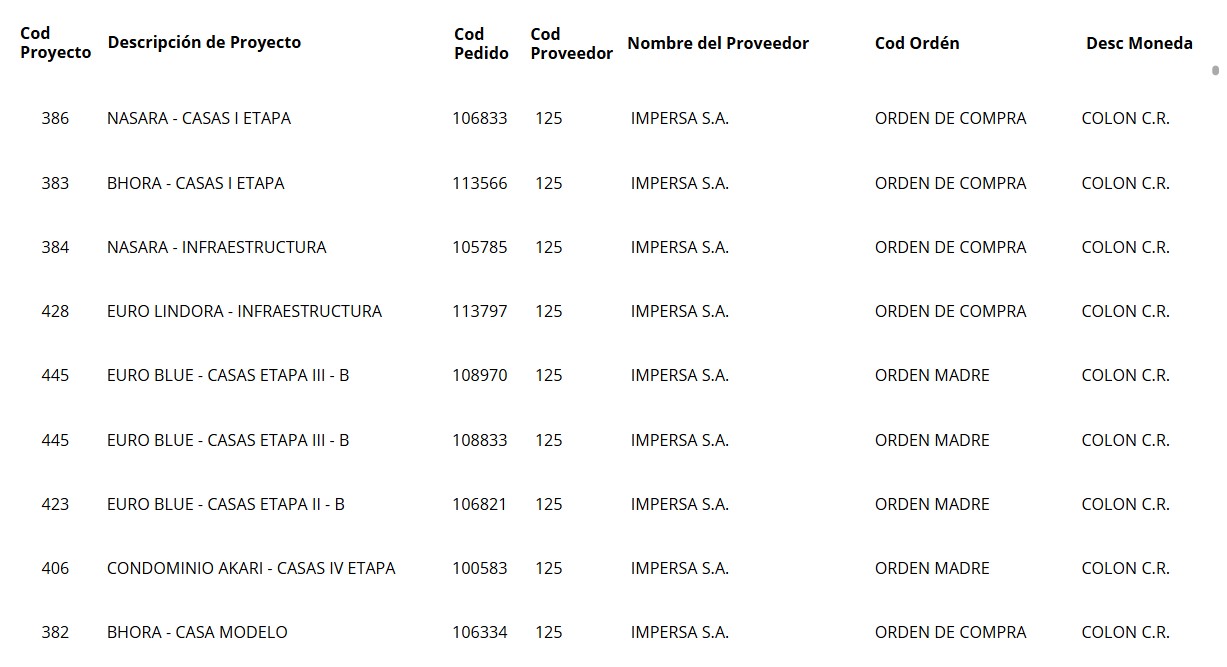 Cod Proyecto Descripción de Proyecto Cod Pedido Cod Proveedor Nombre del Proveedor Cod Ordén Desc Moneda
386 NASARA - CASAS I ETAPA 106833 125 IMPERSA S.A. ORDEN DE COMPRA COLON C.R.
383 BHORA - CASAS I ETAPA 113566 125 IMPERSA S.A. ORDEN DE COMPRA COLON C.R.
384 NASARA - INFRAESTRUCTURA 105785 125 IMPERSA S.A. ORDEN DE COMPRA COLON C.R.
428 EURO LINDORA - INFRAESTRUCTURA 113797 125 IMPERSA S.A. ORDEN DE COMPRA COLON C.R.
445 EURO BLUE - CASAS ETAPA III - B 108970 125 IMPERSA S.A. ORDEN MADRE COLON C.R.
445 EURO BLUE - CASAS ETAPA III - B 108833 125 IMPERSA S.A. ORDEN MADRE COLON C.R.
423 EURO BLUE - CASAS ETAPA II - B 106821 125 IMPERSA S.A. ORDEN MADRE COLON C.R.
406 CONDOMINIO AKARI - CASAS IV ETAPA 100583 125 IMPERSA S.A. ORDEN MADRE COLON C.R.
382 BHORA - CASA MODELO 106334 125 IMPERSA S.A. ORDEN DE COMPRA COLON C.R.